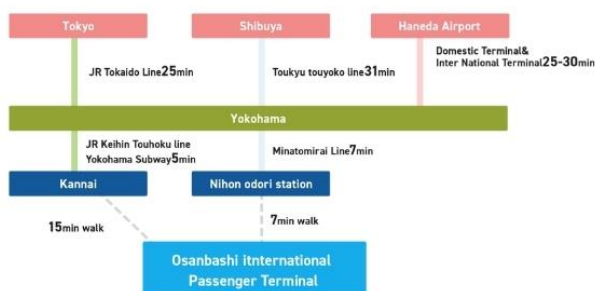 Tokyo
Shibuya
Haneda Airport
JR Tokaido Line25min
Toukyu touyoko line31min
Domestic Terminal&
Inter National Terminal25-30min
Yokohama
JR Keihin Touhoku line
Yokohama Subway5min
Minatomirai Line7min
Kannai
Nihon odori station
15min walk
7min walk
Osanbashi itnternational
Passenger Terminal